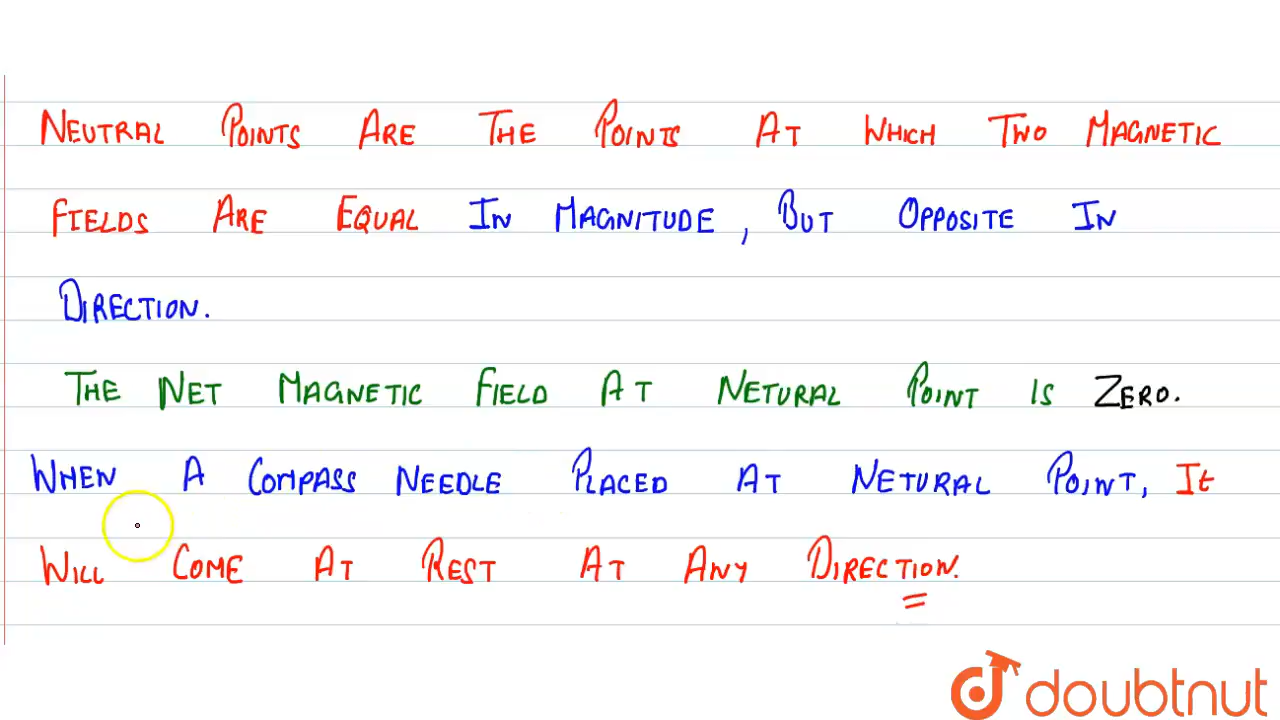 NEUTRAL POINTS ARE THE POINTS AT WHICH TWO MAGNETIC
FIELDS ARE EQUAL IN MAGNITUDE, BUT OPPOSITE IN
DIRECTION.
THE NET MAGNETIC FIELD AT NETURAL POINT IS ZERO.
WHEN A COMPASS NEEDLE PLACED AT NETURAL POINT, It
WILL COME AT REST AT ANY DIRECTION.
doubtnut